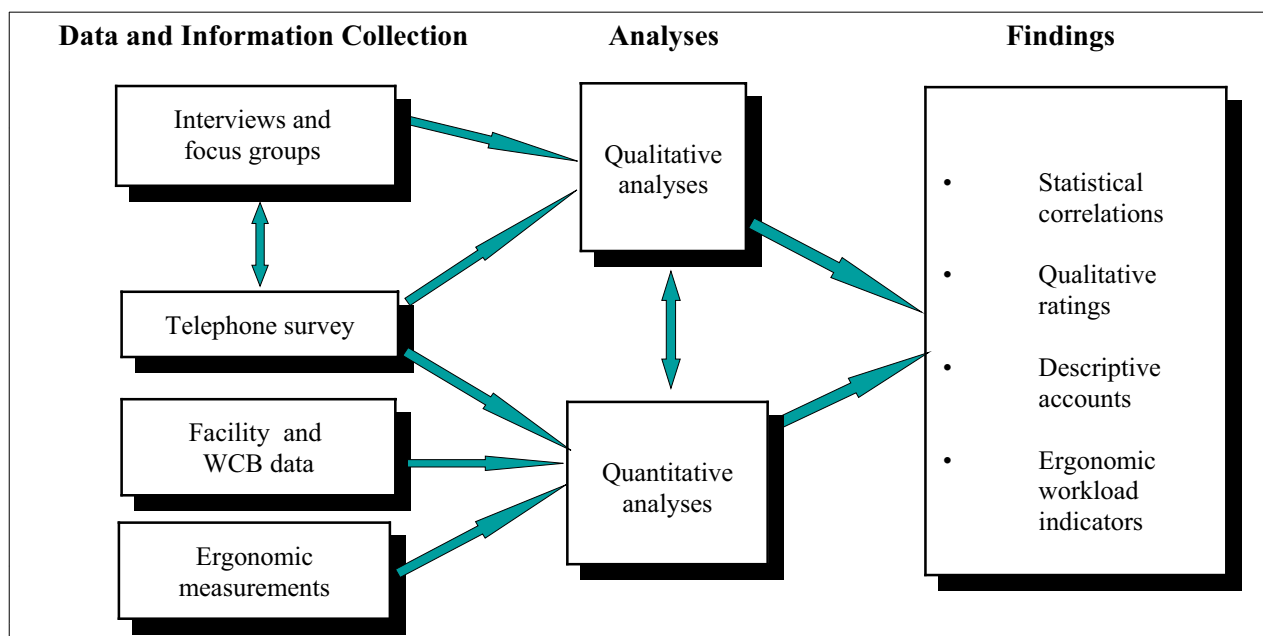 Data and Information Collection
Analyses
Findings
Interviews and
focus groups
Telephone survey
Facility and
WCB data
Ergonomic
measurements
Qualitative
analyses
Quantitative
analyses
• Statistical
correlations
• Qualitative
ratings
• Descriptive
accounts
• Ergonomic
workload
indicators